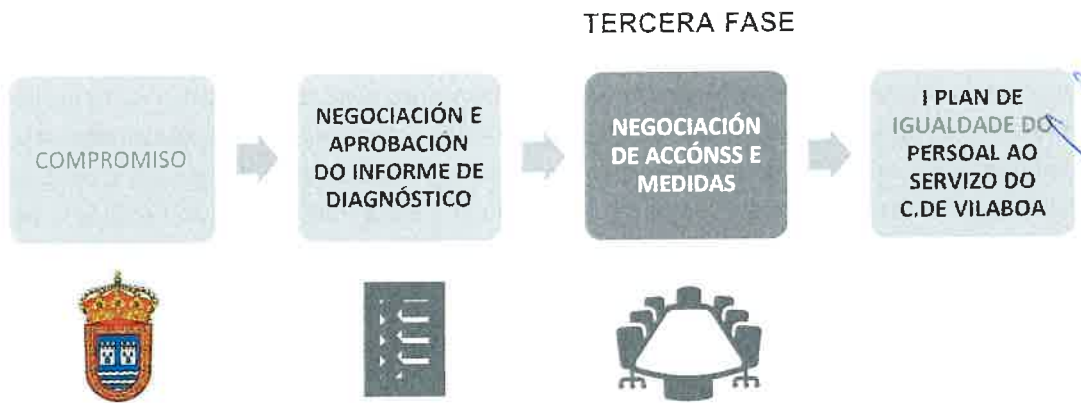 TERCERA FASE
COMPROMISO
NEGOCIACIÓN E
APROBACIÓN
DO INFORME DE
DIAGNÓSTICO
NEGOCIACIÓN
DE ACCÓNSS E
MEDIDAS
I PLAN DE
IGUALDADE DO
PERSOAL AO
SERVIZO DO
C.DE VILABOA